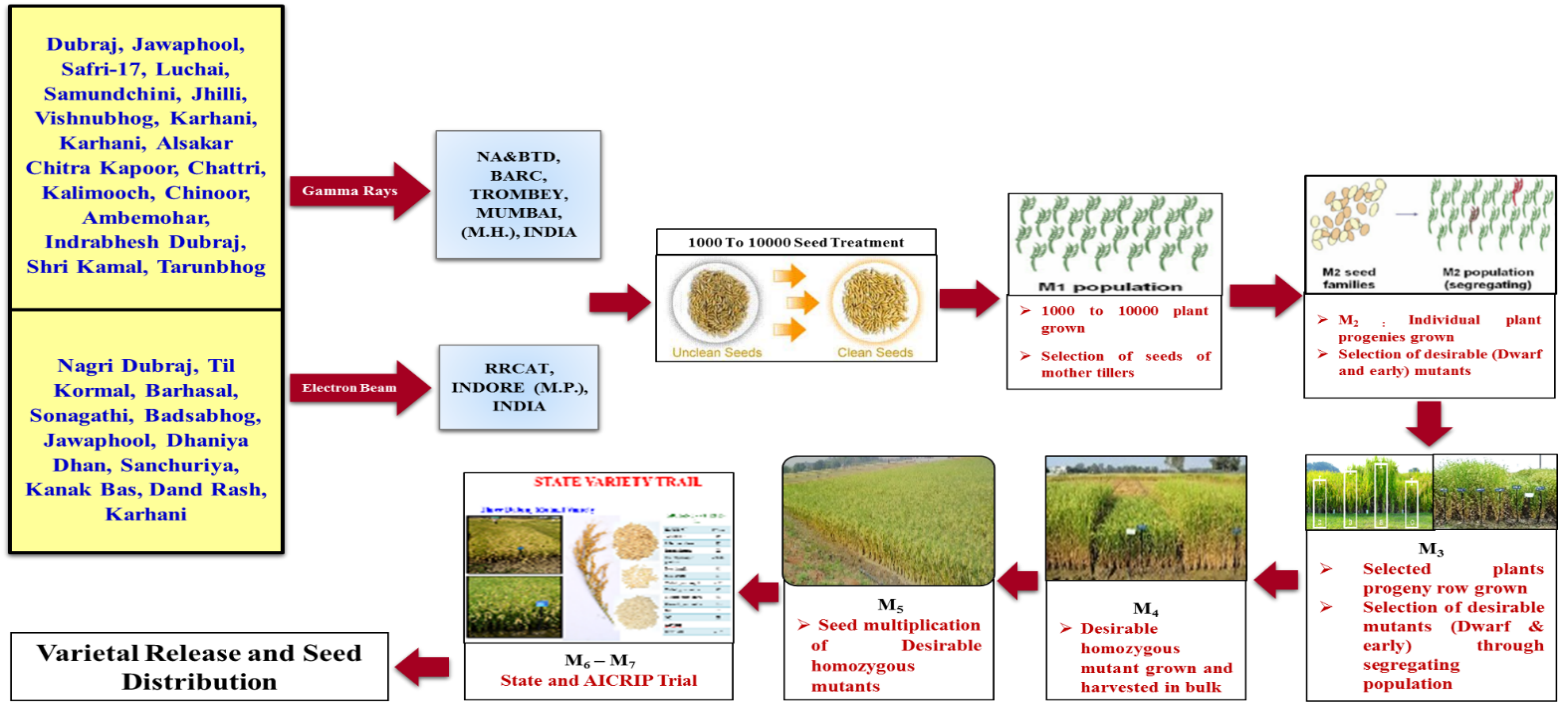 Dubraj, Jawaphool,
Safri-17, Luchai,
Samundchini, Jhilli,
Vishnubhog, Karhani,
Karhani, Alsakar
Chitra Kapoor, Chattri,
Kalimooch, Chinoor,
Ambemohar,
Indrabhesh Dubraj,
Shri Kamal, Tarunbhog
Gamma Rays
NA&BTD,
BARC,
TROMBEY,
MUMBAI,
(M.H.), INDIA
Nagri Dubraj, Til
Kormal, Barhasal,
Sonagathi, Badsabhog,
Jawaphool, Dhaniya
Dhan, Sanchuriya,
Kanak Bas, Dand Rash,
Karhani
Electron Beam
RRCAT,
INDORE (M.P.),
INDIA
1000 To 10000 Seed Treatment
Unclean Seeds
Clean Seeds
M1 population
➢ 1000 to 10000 plant
grown
➢ Selection of seeds of
mother tillers
M2 seed
families
M2 population
(segregating)
➢ M₂ : Individual plant
progenies grown
➢ Selection of desirable (Dwarf
and early) mutants
M₃
➢ Selected plants
progeny row grown
➢ Selection of desirable
mutants (Dwarf &
early) through
segregating
population
M₄
➢ Desirable
homozygous
mutant grown and
harvested in bulk
M₅
➢ Seed multiplication
of Desirable
homozygous
mutants
STATE VARIETY TRAIL
M₆ – M₇
State and AICRIP Trial
Varietal Release and Seed
Distribution